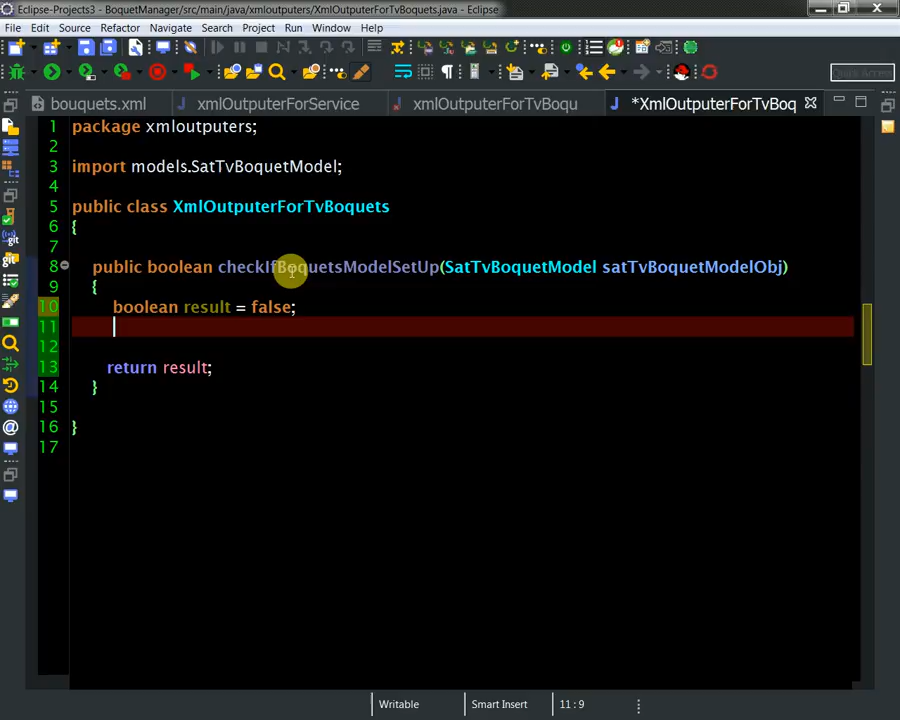 Eclipse-Projects3 - BoquetManager/src/main/java/xmloutputers/XmlOutputerForTvBoquets.java - Eclipse
File Edit Source Refactor Navigate Search Project Run Window Help
Quick Access
bouquets.xml xmlOutputerForService xmlOutputerForTvBoqu *XmlOutputerForTvBoq
1 package xmloutputers;
2
3 import models.SatTvBoquetModel;
4
5 public class XmlOutputerForTvBoquets
6 {
7
8 public boolean checkIfBoquetsModelSetUp(SatTvBoquetModel satTvBoquetModelObj)
9 {
10 boolean result = false;
11
12
13 return result;
14 }
15
16 }
17
Writable Smart Insert 11 : 9